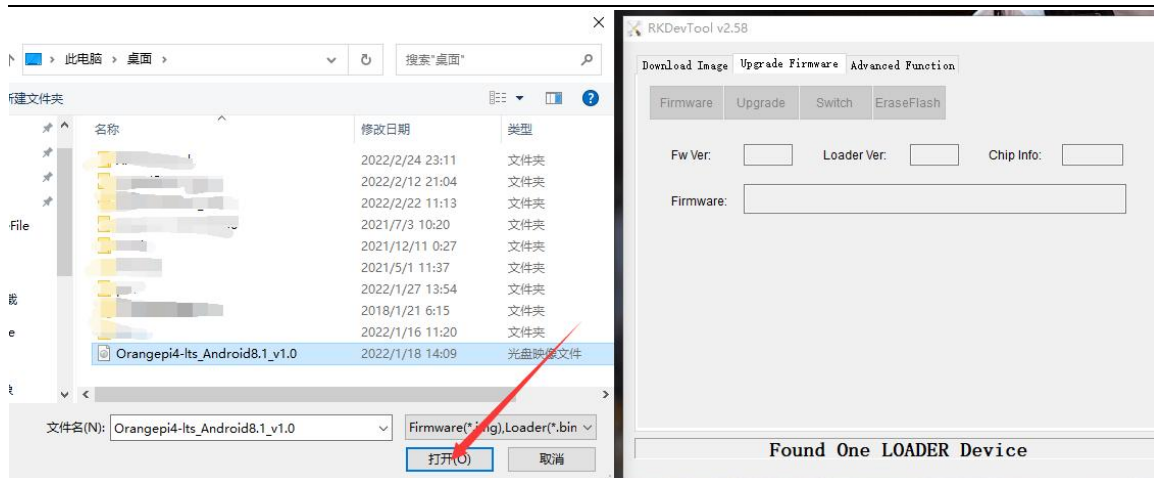 此电脑 › 桌面 ›
搜索"桌面"
新建文件夹
名称 修改日期 类型
2022/2/24 23:11 文件夹
2022/2/12 21:04 文件夹
2022/2/22 11:13 文件夹
2021/7/3 10:20 文件夹
2021/12/11 0:27 文件夹
2021/5/1 11:37 文件夹
2022/1/27 13:54 文件夹
2018/1/21 6:15 文件夹
2022/1/16 11:20 文件夹
Orangepi4-lts_Android8.1_v1.0 2022/1/18 14:09 光盘映像文件
File
文件名(N): Orangepi4-lts_Android8.1_v1.0
Firmware(*.img),Loader(*.bin
打开(O) 取消
RKDevTool v2.58
Download Image Upgrade Firmware Advanced Function
Firmware Upgrade Switch EraseFlash
Fw Ver: Loader Ver: Chip Info:
Firmware:
Found One LOADER Device